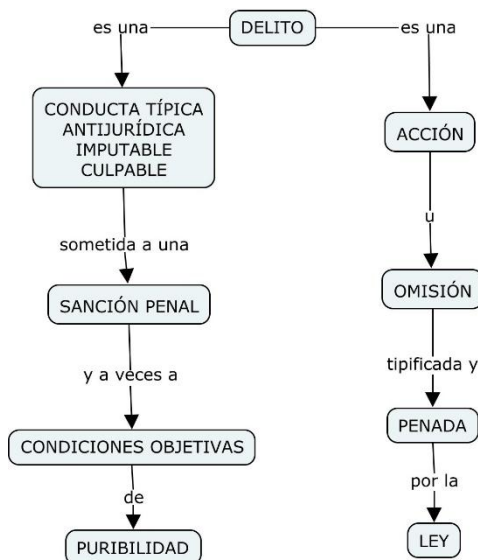 es una
DELITO
es una
CONDUCTA TÍPICA
ANTIJURÍDICA
IMPUTABLE
CULPABLE
sometida a una
SANCIÓN PENAL
y a veces a
CONDICIONES OBJETIVAS
de
PURIBILIDAD
ACCIÓN
u
OMISIÓN
tipificada y
PENADA
por la
LEY